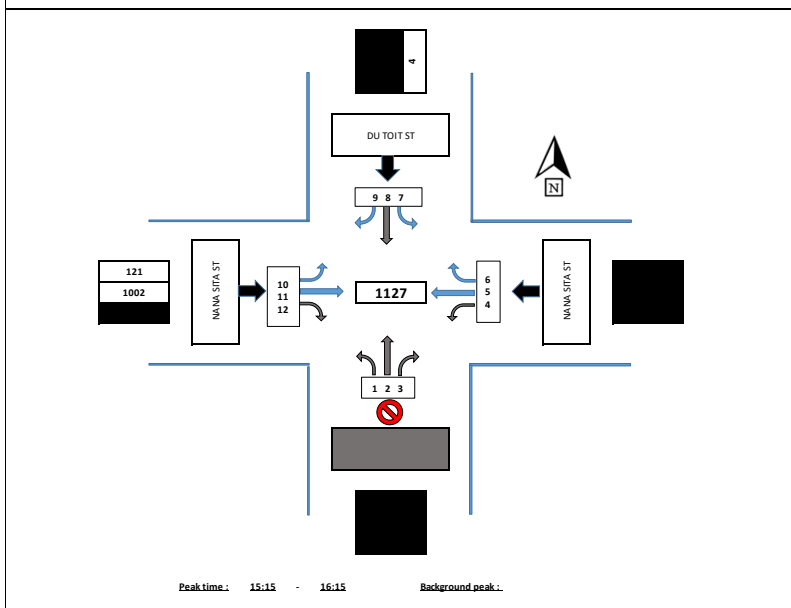 4
DU TOIT ST
N
9 8 7
121
1002
NANA SITA ST
10
11
12
1127
6
5
4
NANA SITA ST
1 2 3
Peak time : 15:15 - 16:15 Background peak :